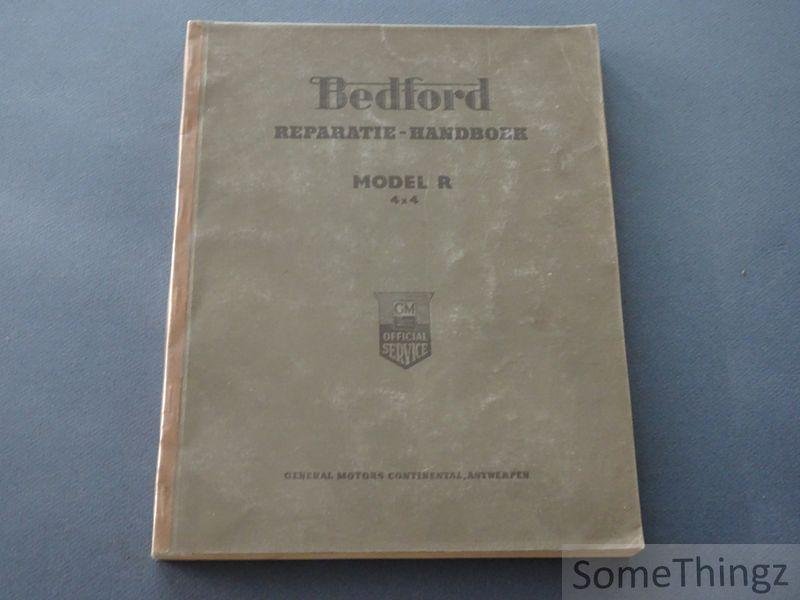 Bedford
REPARATIE-HANDBOEK
MODEL R
4x4
GM
OFFICIAL
SERVICE
GENERAL MOTORS CONTINENTAL, ANTWERPEN
SomeThingz